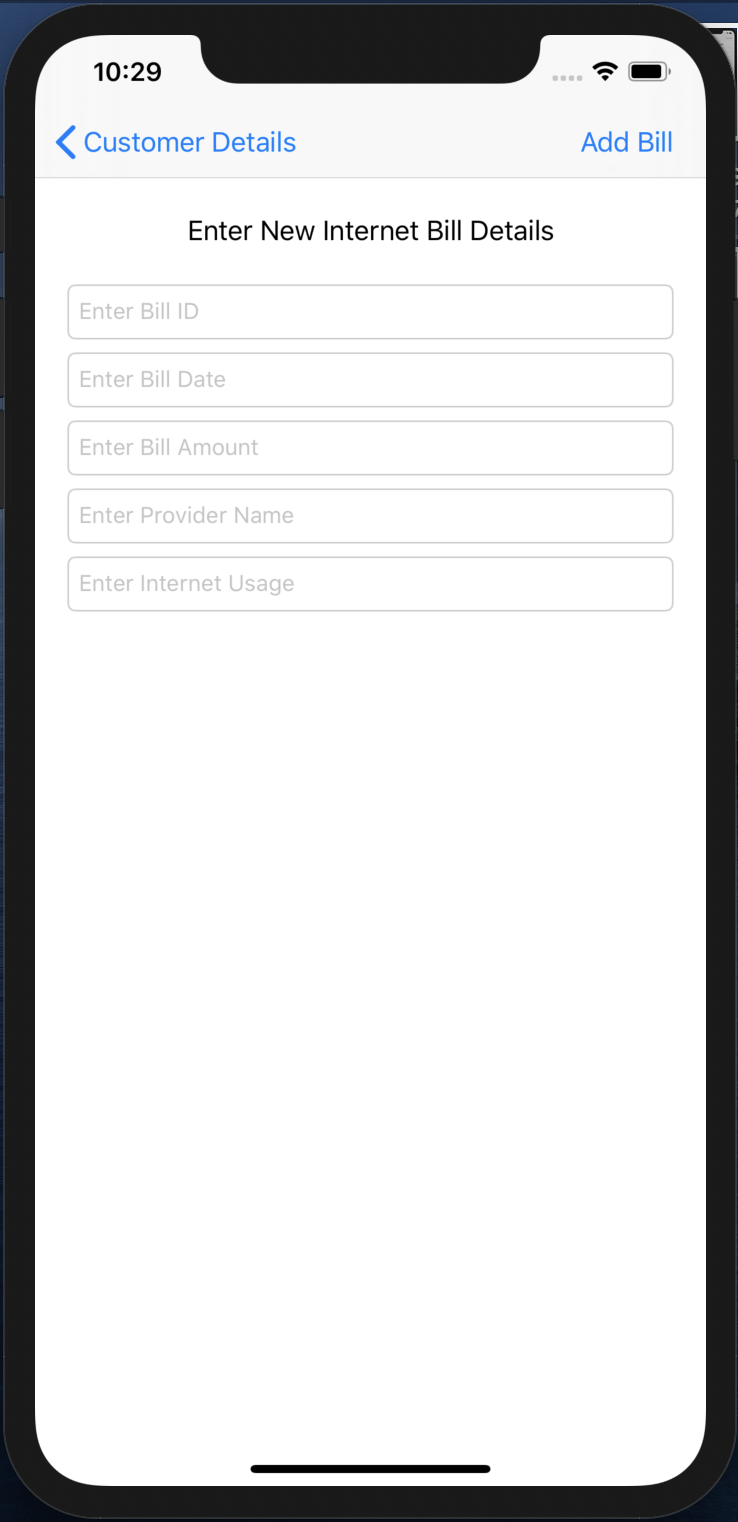 10:29
Customer Details Add Bill
Enter New Internet Bill Details
Enter Bill ID
Enter Bill Date
Enter Bill Amount
Enter Provider Name
Enter Internet Usage